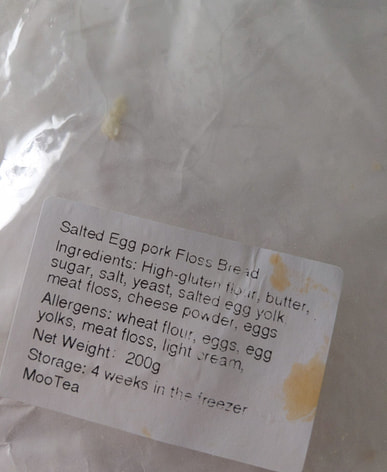 Salted Egg pork Floss Bread
Ingredients: High-gluten flour, butter,
sugar, salt, yeast, salted egg yolk
meat floss, cheese powder, eggs
Allergens: wheat flour, eggs, egg
yolks, meat floss, light cream,
Net Weight: 200g
Storage: 4 weeks in the freezer
MooTea